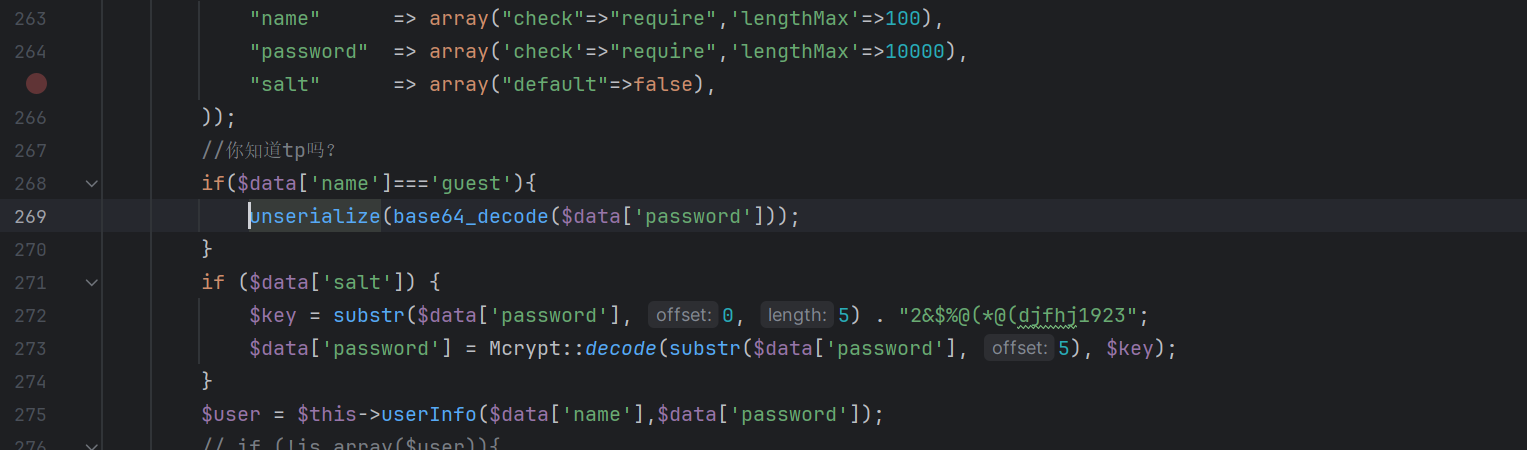 263 "name" => array("check"=>"require",'lengthMax'=>100),
264 "password" => array('check'=>"require",'lengthMax'=>10000),
"salt" => array("default"=>false),
266 ));
267 //你知道tp吗?
268 if($data['name']==='guest'){
269 unserialize(base64_decode($data['password']));
270 }
271 if ($data['salt']) {
272 $key = substr($data['password'], offset: 0, length: 5) . "2&$%@(*@(djfhj1923";
273 $data['password'] = Mcrypt::decode(substr($data['password'], offset: 5), $key);
274 }
275 $user = $this->userInfo($data['name'],$data['password']);
276 // if (!is_array($user)){